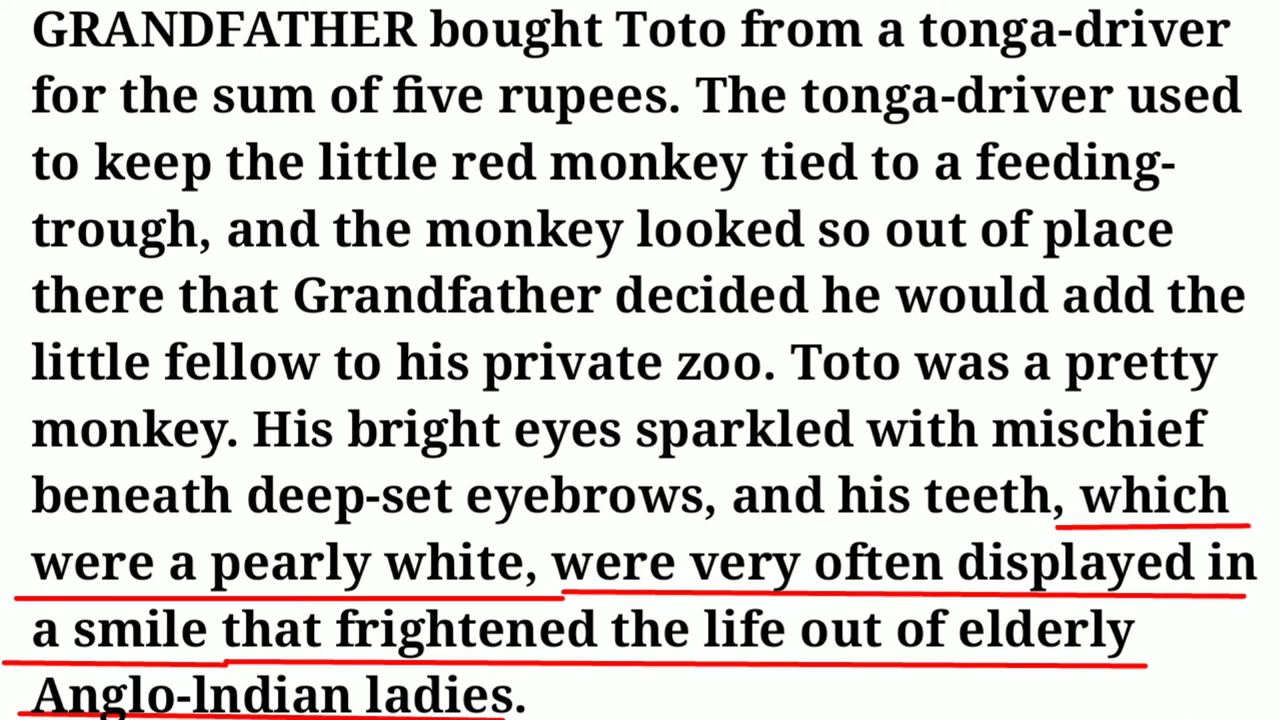 GRANDFATHER bought Toto from a tonga-driver
for the sum of five rupees. The tonga-driver used
to keep the little red monkey tied to a feeding-
trough, and the monkey looked so out of place
there that Grandfather decided he would add the
little fellow to his private zoo. Toto was a pretty
monkey. His bright eyes sparkled with mischief
beneath deep-set eyebrows, and his teeth, which
were a pearly white, were very often displayed in
a smile that frightened the life out of elderly
Anglo-lndian ladies.